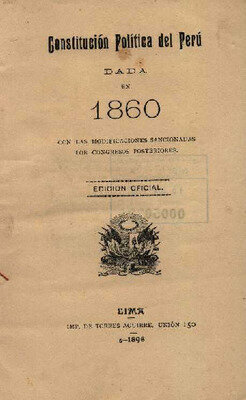 Constitución Política del Perú
DADA
EN
1860
CON LAS MODIFICACIONES SANCIONADAS
POR CONGRESOS POSTERIORES.
EDICION OFICIAL.
LIMA
IMP. DE TORRES AGUIRRE, UNIÓN 150